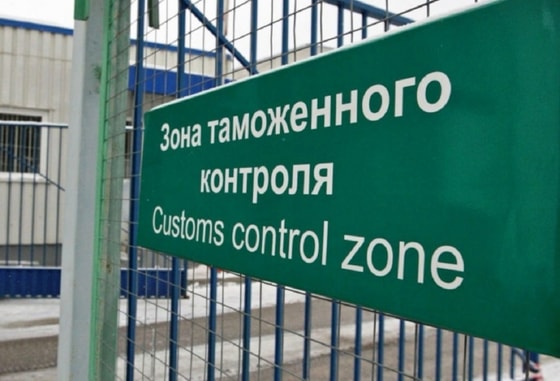 Зона таможенного
контроля
Customs control zone